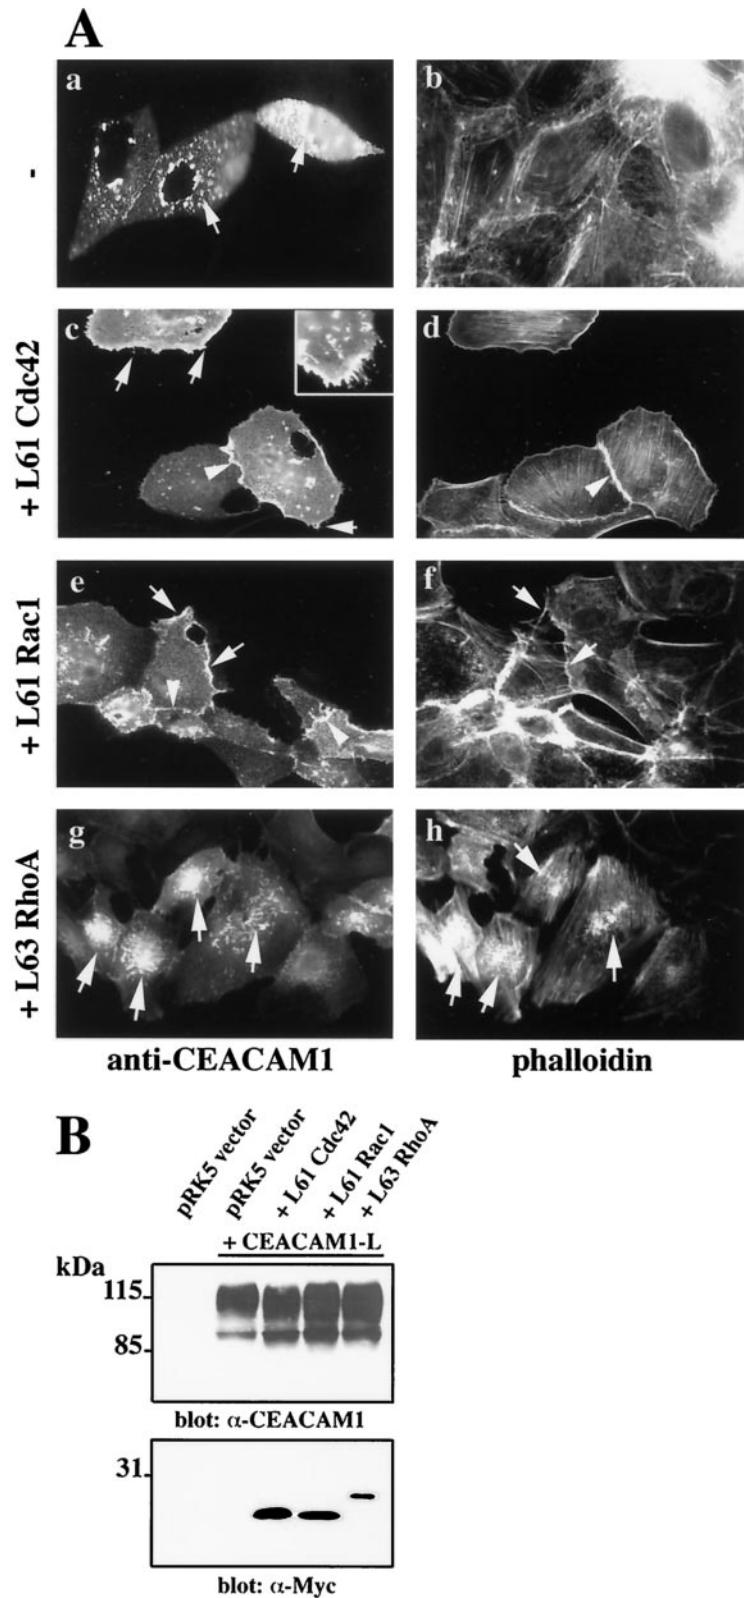 A
a
b
-
c
d
+ L61 Cdc42
e
f
+ L61 Rac1
g
h
+ L63 RhoA
anti-CEACAM1
phalloidin
B
pRK5 vector
pRK5 vector
+ L61 Cdc42
+ L61 Rac1
+ L63 RhoA
+ CEACAM1-L
kDa
115
85
blot: α-CEACAM1
31
blot: α-Myc